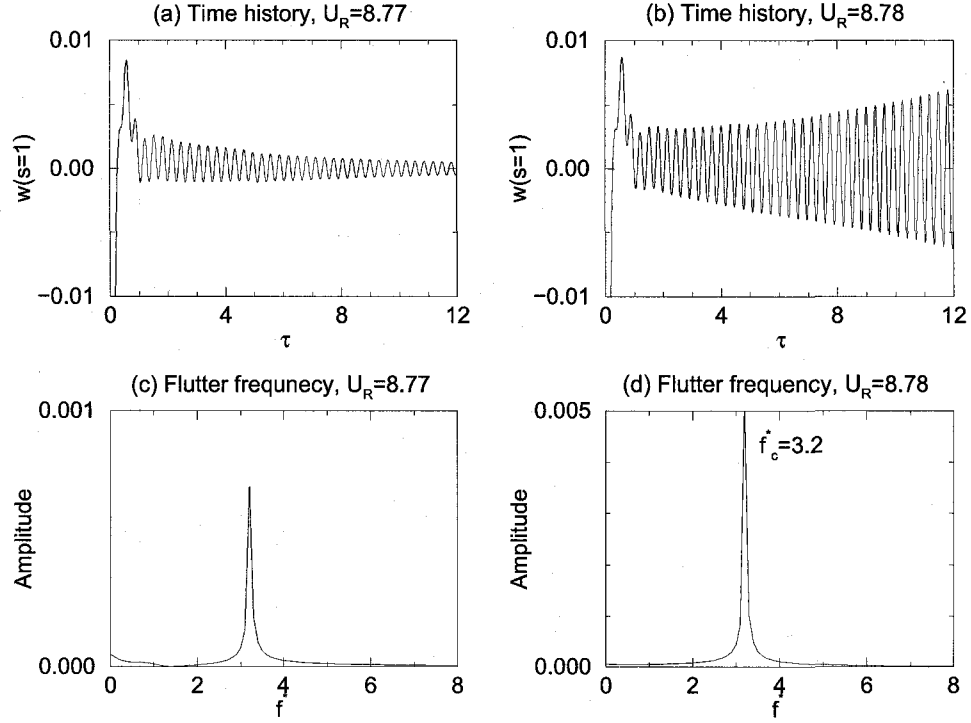 (a) Time history, U_R=8.77
(b) Time history, U_R=8.78
0.01
0.00
−0.01
w(s=1)
0 4 8 12
τ
0.01
0.00
−0.01
w(s=1)
0 4 8 12
τ
(c) Flutter frequnecy, U_R=8.77
(d) Flutter frequency, U_R=8.78
0.001
0.000
Amplitude
0 2 4 6 8
f*
0.005
0.000
Amplitude
f*_c=3.2
0 2 4 6 8
f*